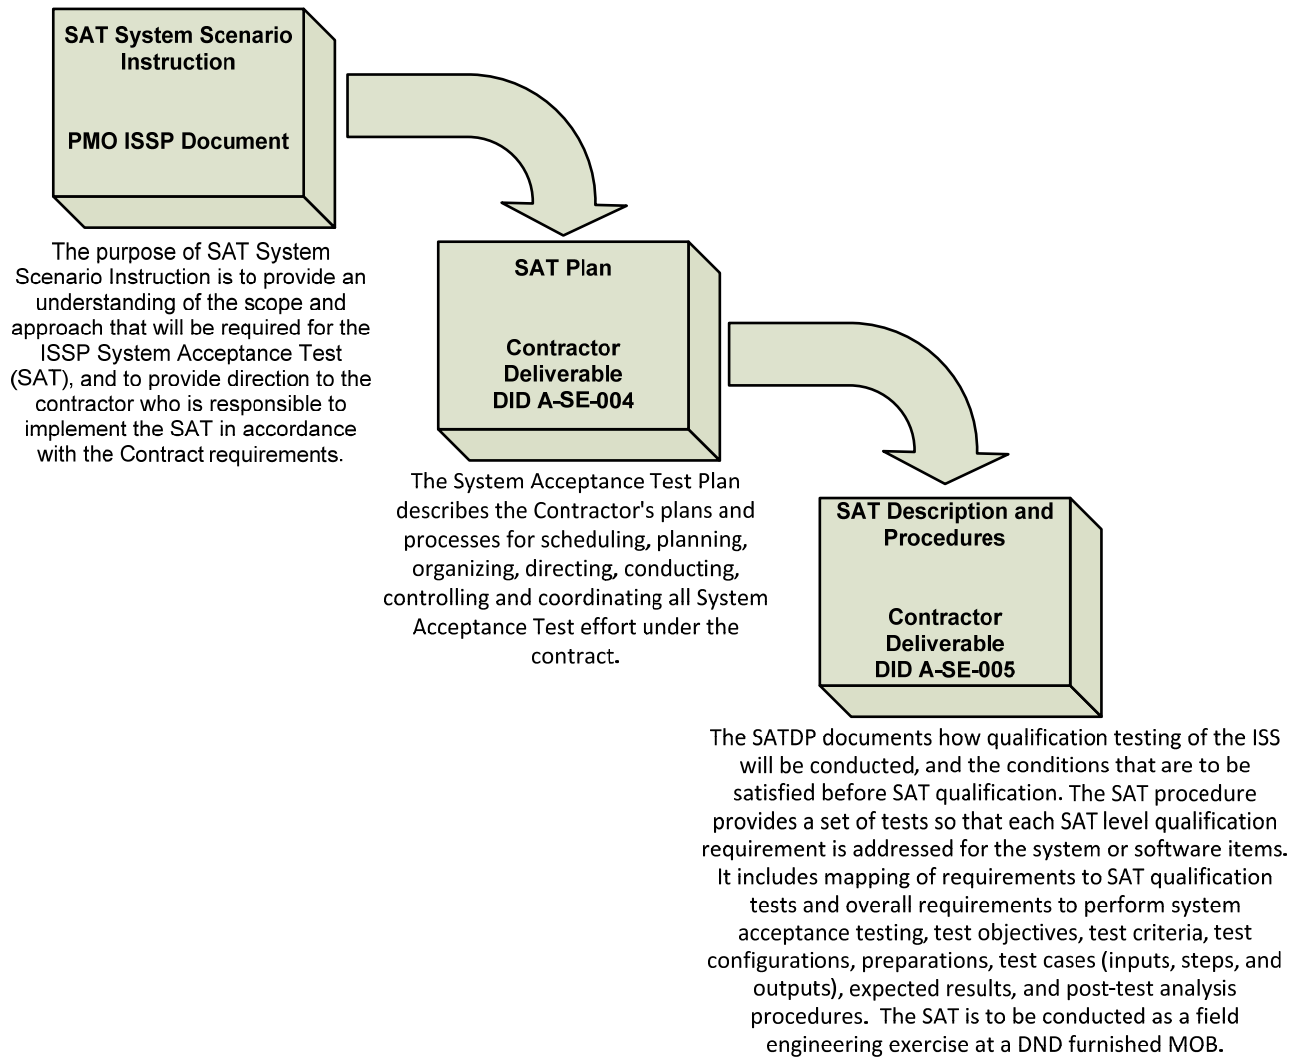 SAT System Scenario
Instruction
PMO ISSP Document
The purpose of SAT System
Scenario Instruction is to provide an
understanding of the scope and
approach that will be required for the
ISSP System Acceptance Test
(SAT), and to provide direction to the
contractor who is responsible to
implement the SAT in accordance
with the Contract requirements.
SAT Plan
Contractor
Deliverable
DID A-SE-004
The System Acceptance Test Plan
describes the Contractor's plans and
processes for scheduling, planning,
organizing, directing, conducting,
controlling and coordinating all System
Acceptance Test effort under the
contract.
SAT Description and
Procedures
Contractor
Deliverable
DID A-SE-005
The SATDP documents how qualification testing of the ISS
will be conducted, and the conditions that are to be
satisfied before SAT qualification. The SAT procedure
provides a set of tests so that each SAT level qualification
requirement is addressed for the system or software items.
It includes mapping of requirements to SAT qualification
tests and overall requirements to perform system
acceptance testing, test objectives, test criteria, test
configurations, preparations, test cases (inputs, steps, and
outputs), expected results, and post-test analysis
procedures.  The SAT is to be conducted as a field
engineering exercise at a DND furnished MOB.